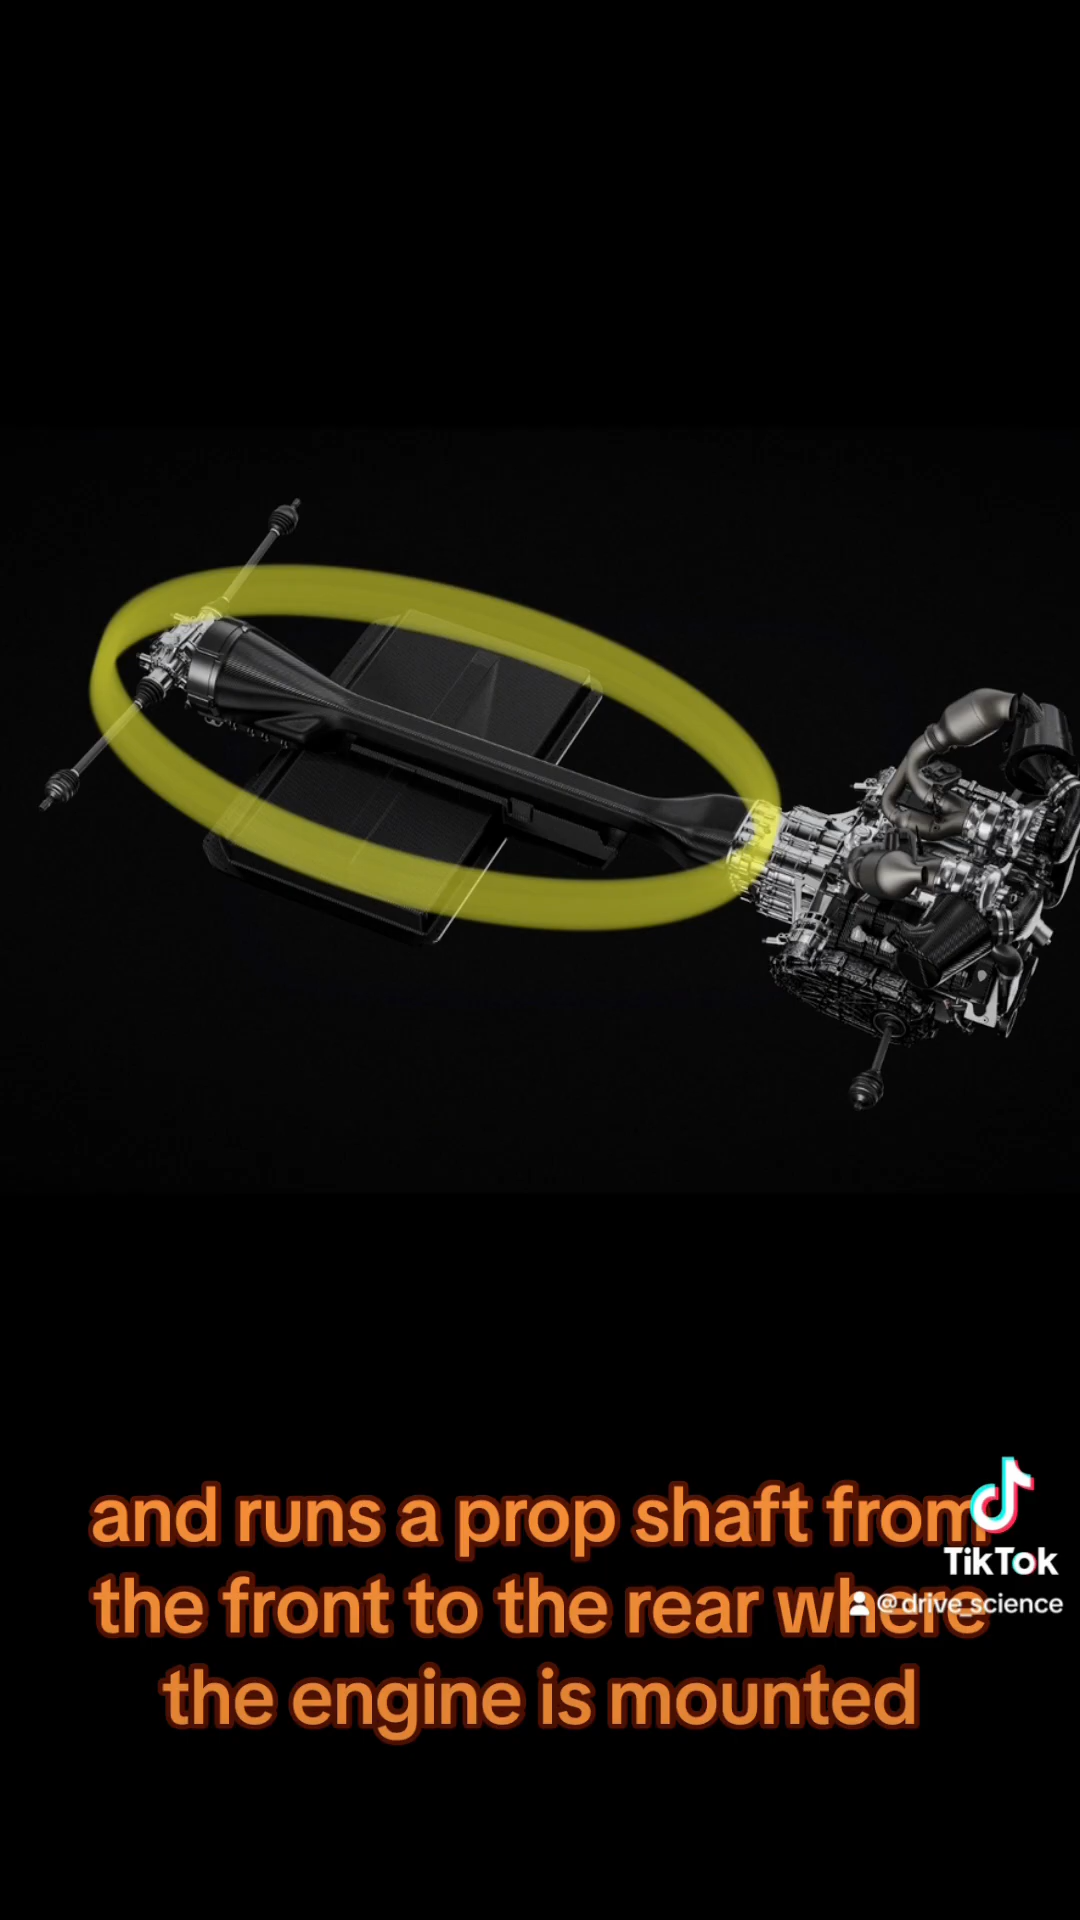 and runs a prop shaft from
the front to the rear where
the engine is mounted
TikTok
@drive_science